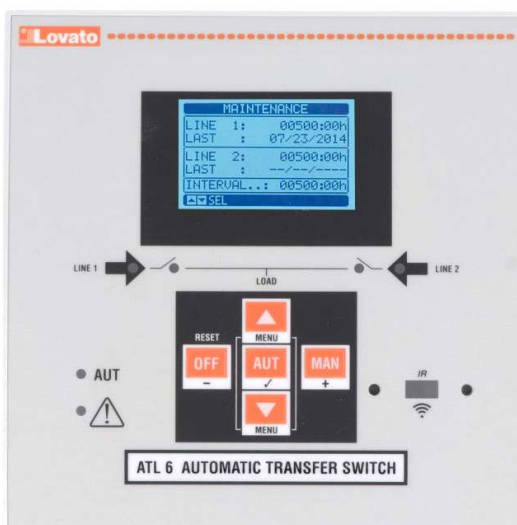 Lovato
MAINTENANCE
LINE 1: 00500:00h
LAST : 07/23/2014
LINE 2: 00500:00h
LAST : --/--/----
INTERVAL..: 00500:00h
▲▼ SEL
LINE 1
LINE 2
LOAD
RESET
MENU
OFF
AUT
MAN
-
✓
+
MENU
AUT
IR
ATL 6 AUTOMATIC TRANSFER SWITCH